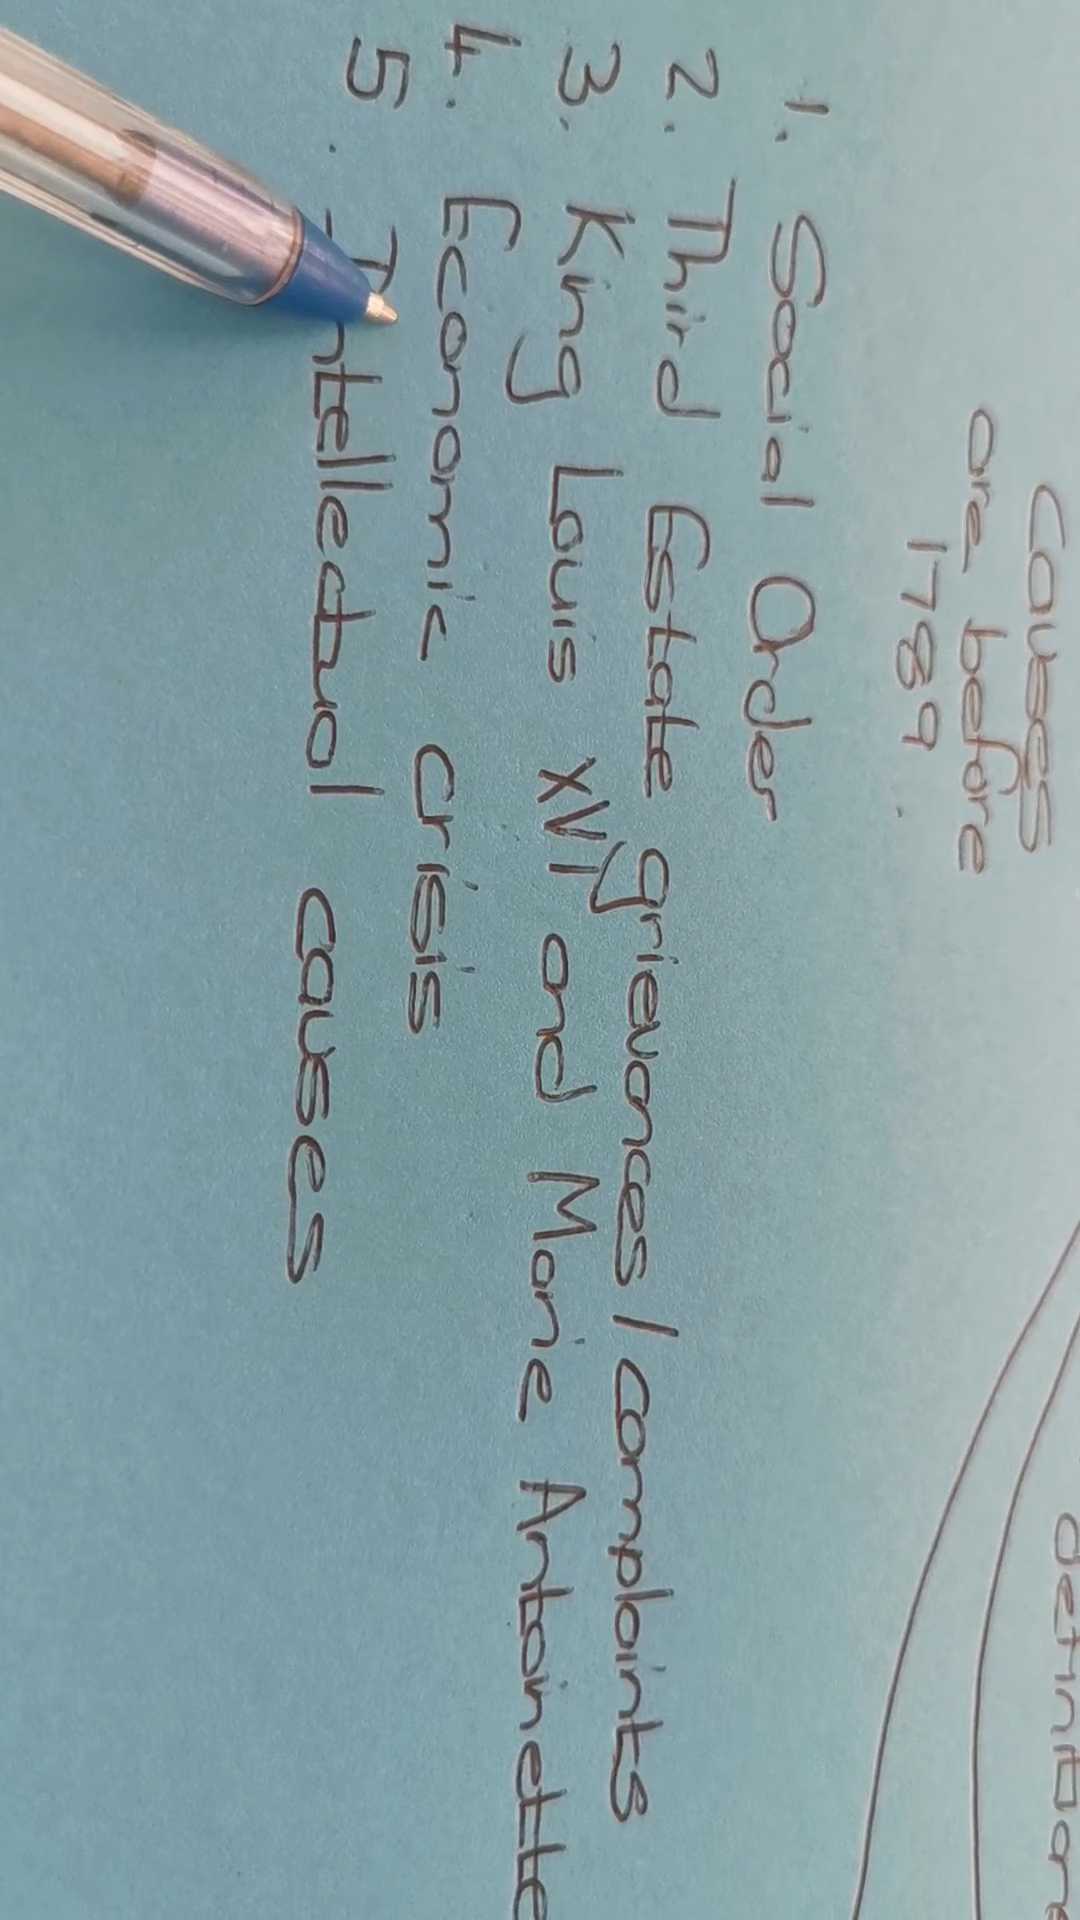 causes
are before
1789.
definitions
1. Social Order
2. Third Estate grievances / complaints
3. King Louis XVI and Marie Antoinette
4. Economic crisis
5. Intellectual causes